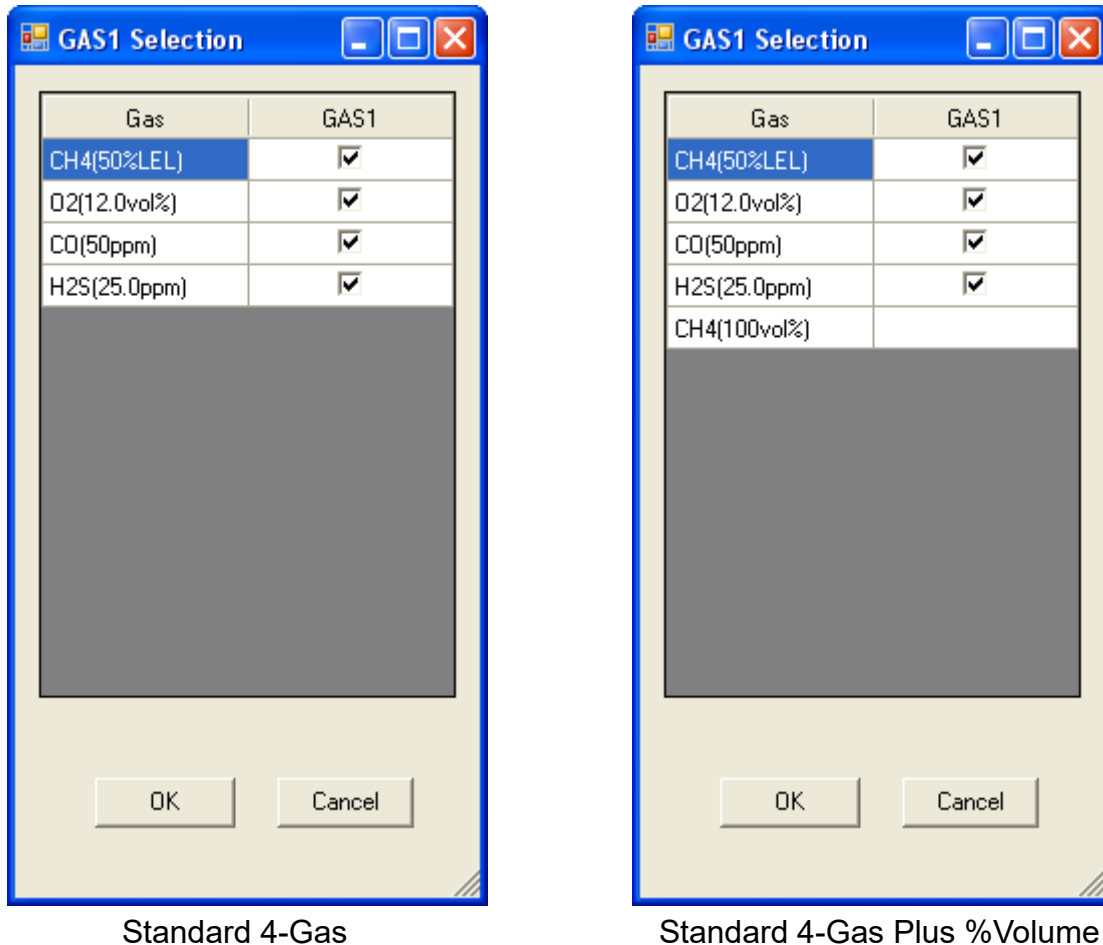 GAS1 Selection
Gas GAS1
CH4(50%LEL)
O2(12.0vol%)
CO(50ppm)
H2S(25.0ppm)
OK Cancel
Standard 4-Gas
GAS1 Selection
Gas GAS1
CH4(50%LEL)
O2(12.0vol%)
CO(50ppm)
H2S(25.0ppm)
CH4(100vol%)
OK Cancel
Standard 4-Gas Plus %Volume